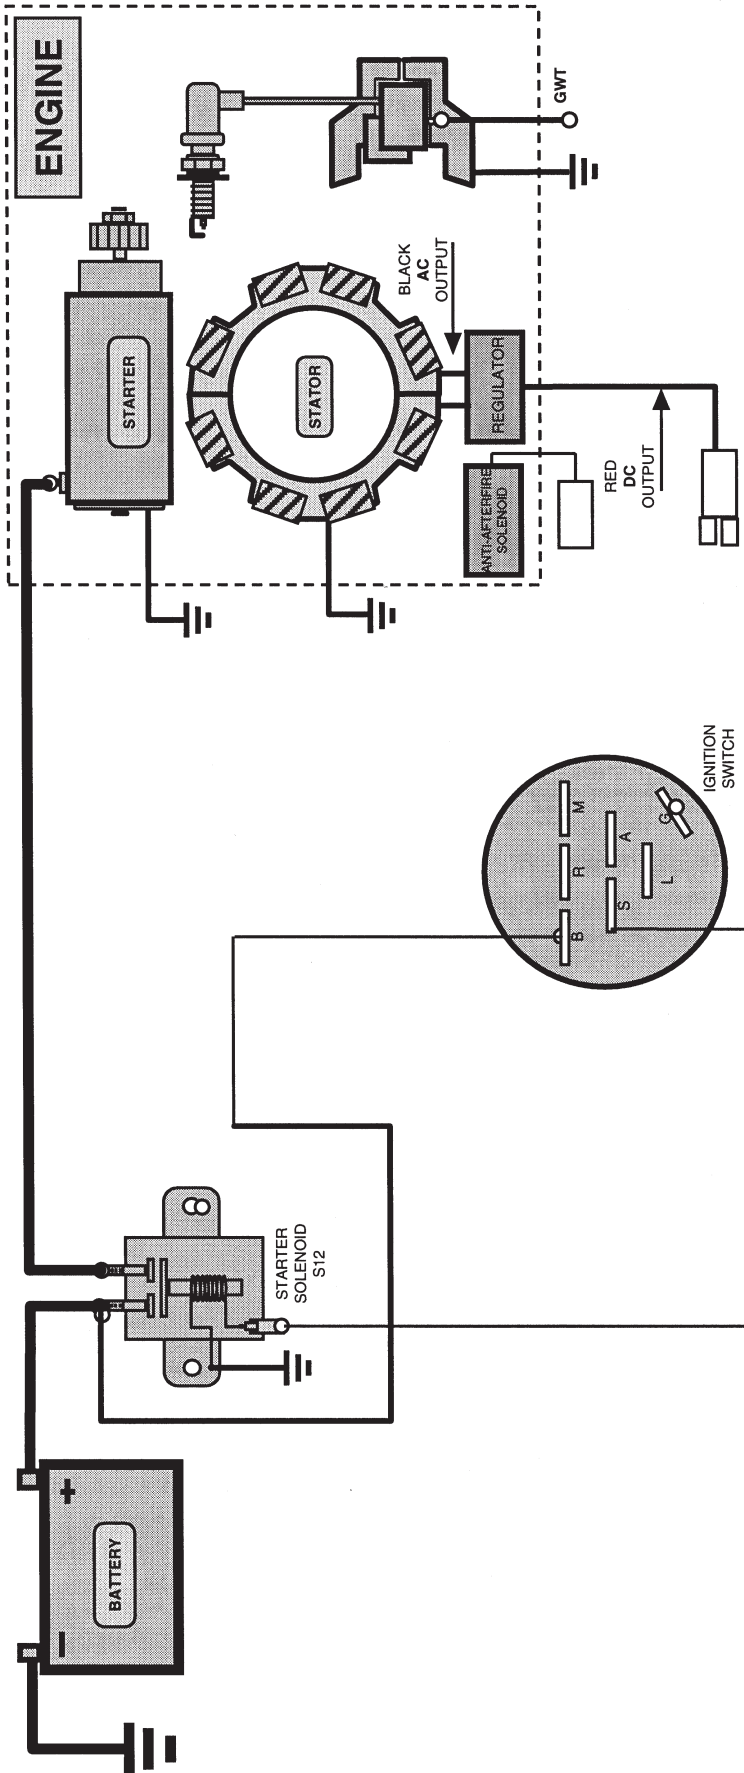 ENGINE
STARTER
GWT
STATOR
BLACK
AC
OUTPUT
REGULATOR
ANTI-AFTERFIRE
SOLENOID
RED
DC
OUTPUT
IGNITION
SWITCH
M
R
B
A
S
L
G
STARTER
SOLENOID
S12
BATTERY
+
−